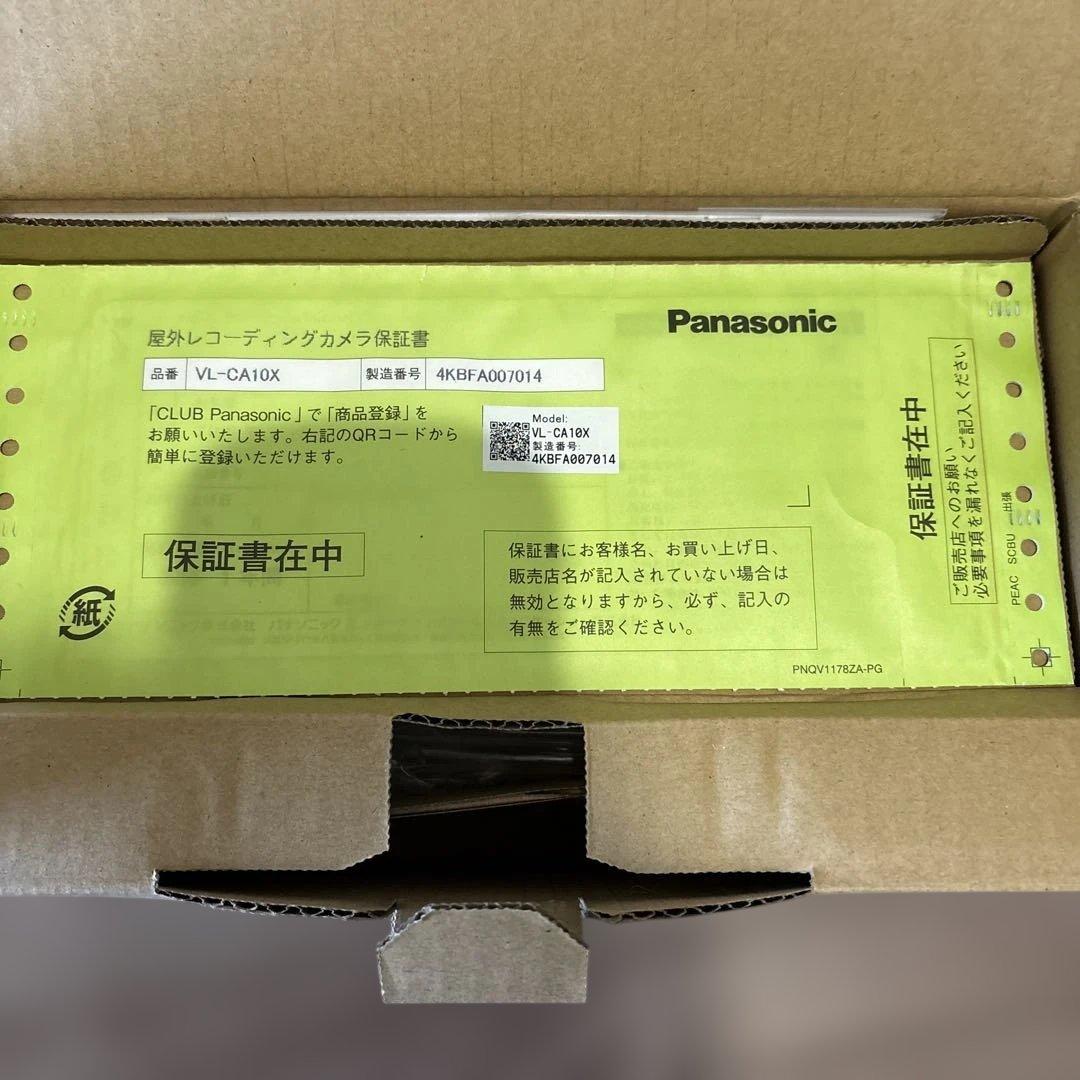 Panasonic
屋外レコーディングカメラ保証書
品番 VL-CA10X 製造番号 4KBFA007014
「CLUB Panasonic」で「商品登録」を
お願いいたします。右記のQRコードから
簡単に登録いただけます。
Model:
VL-CA10X
製造番号:
4KBFA007014
保証書在中
保証書にお客様名、お買い上げ日、
販売店名が記入されていない場合は
無効となりますから、必ず、記入の
有無をご確認ください。
紙
PNQV1178ZA-PG
保証書在中
ご販売店へのお願い
必要事項を漏れなくご記入ください
PEAC SCBU 出張